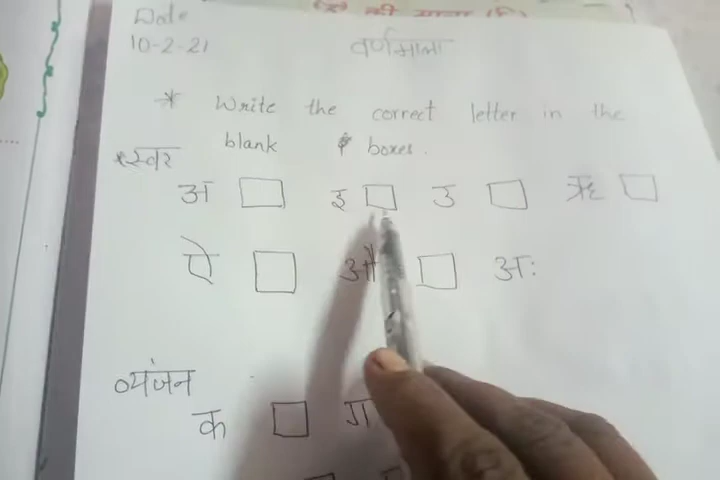 Date
10-2-21
वर्णमाला
* Write the correct letter in the
blank boxes.
*स्वर
अ इ उ ऋ
ऐ औ अः
व्यंजन
क ग